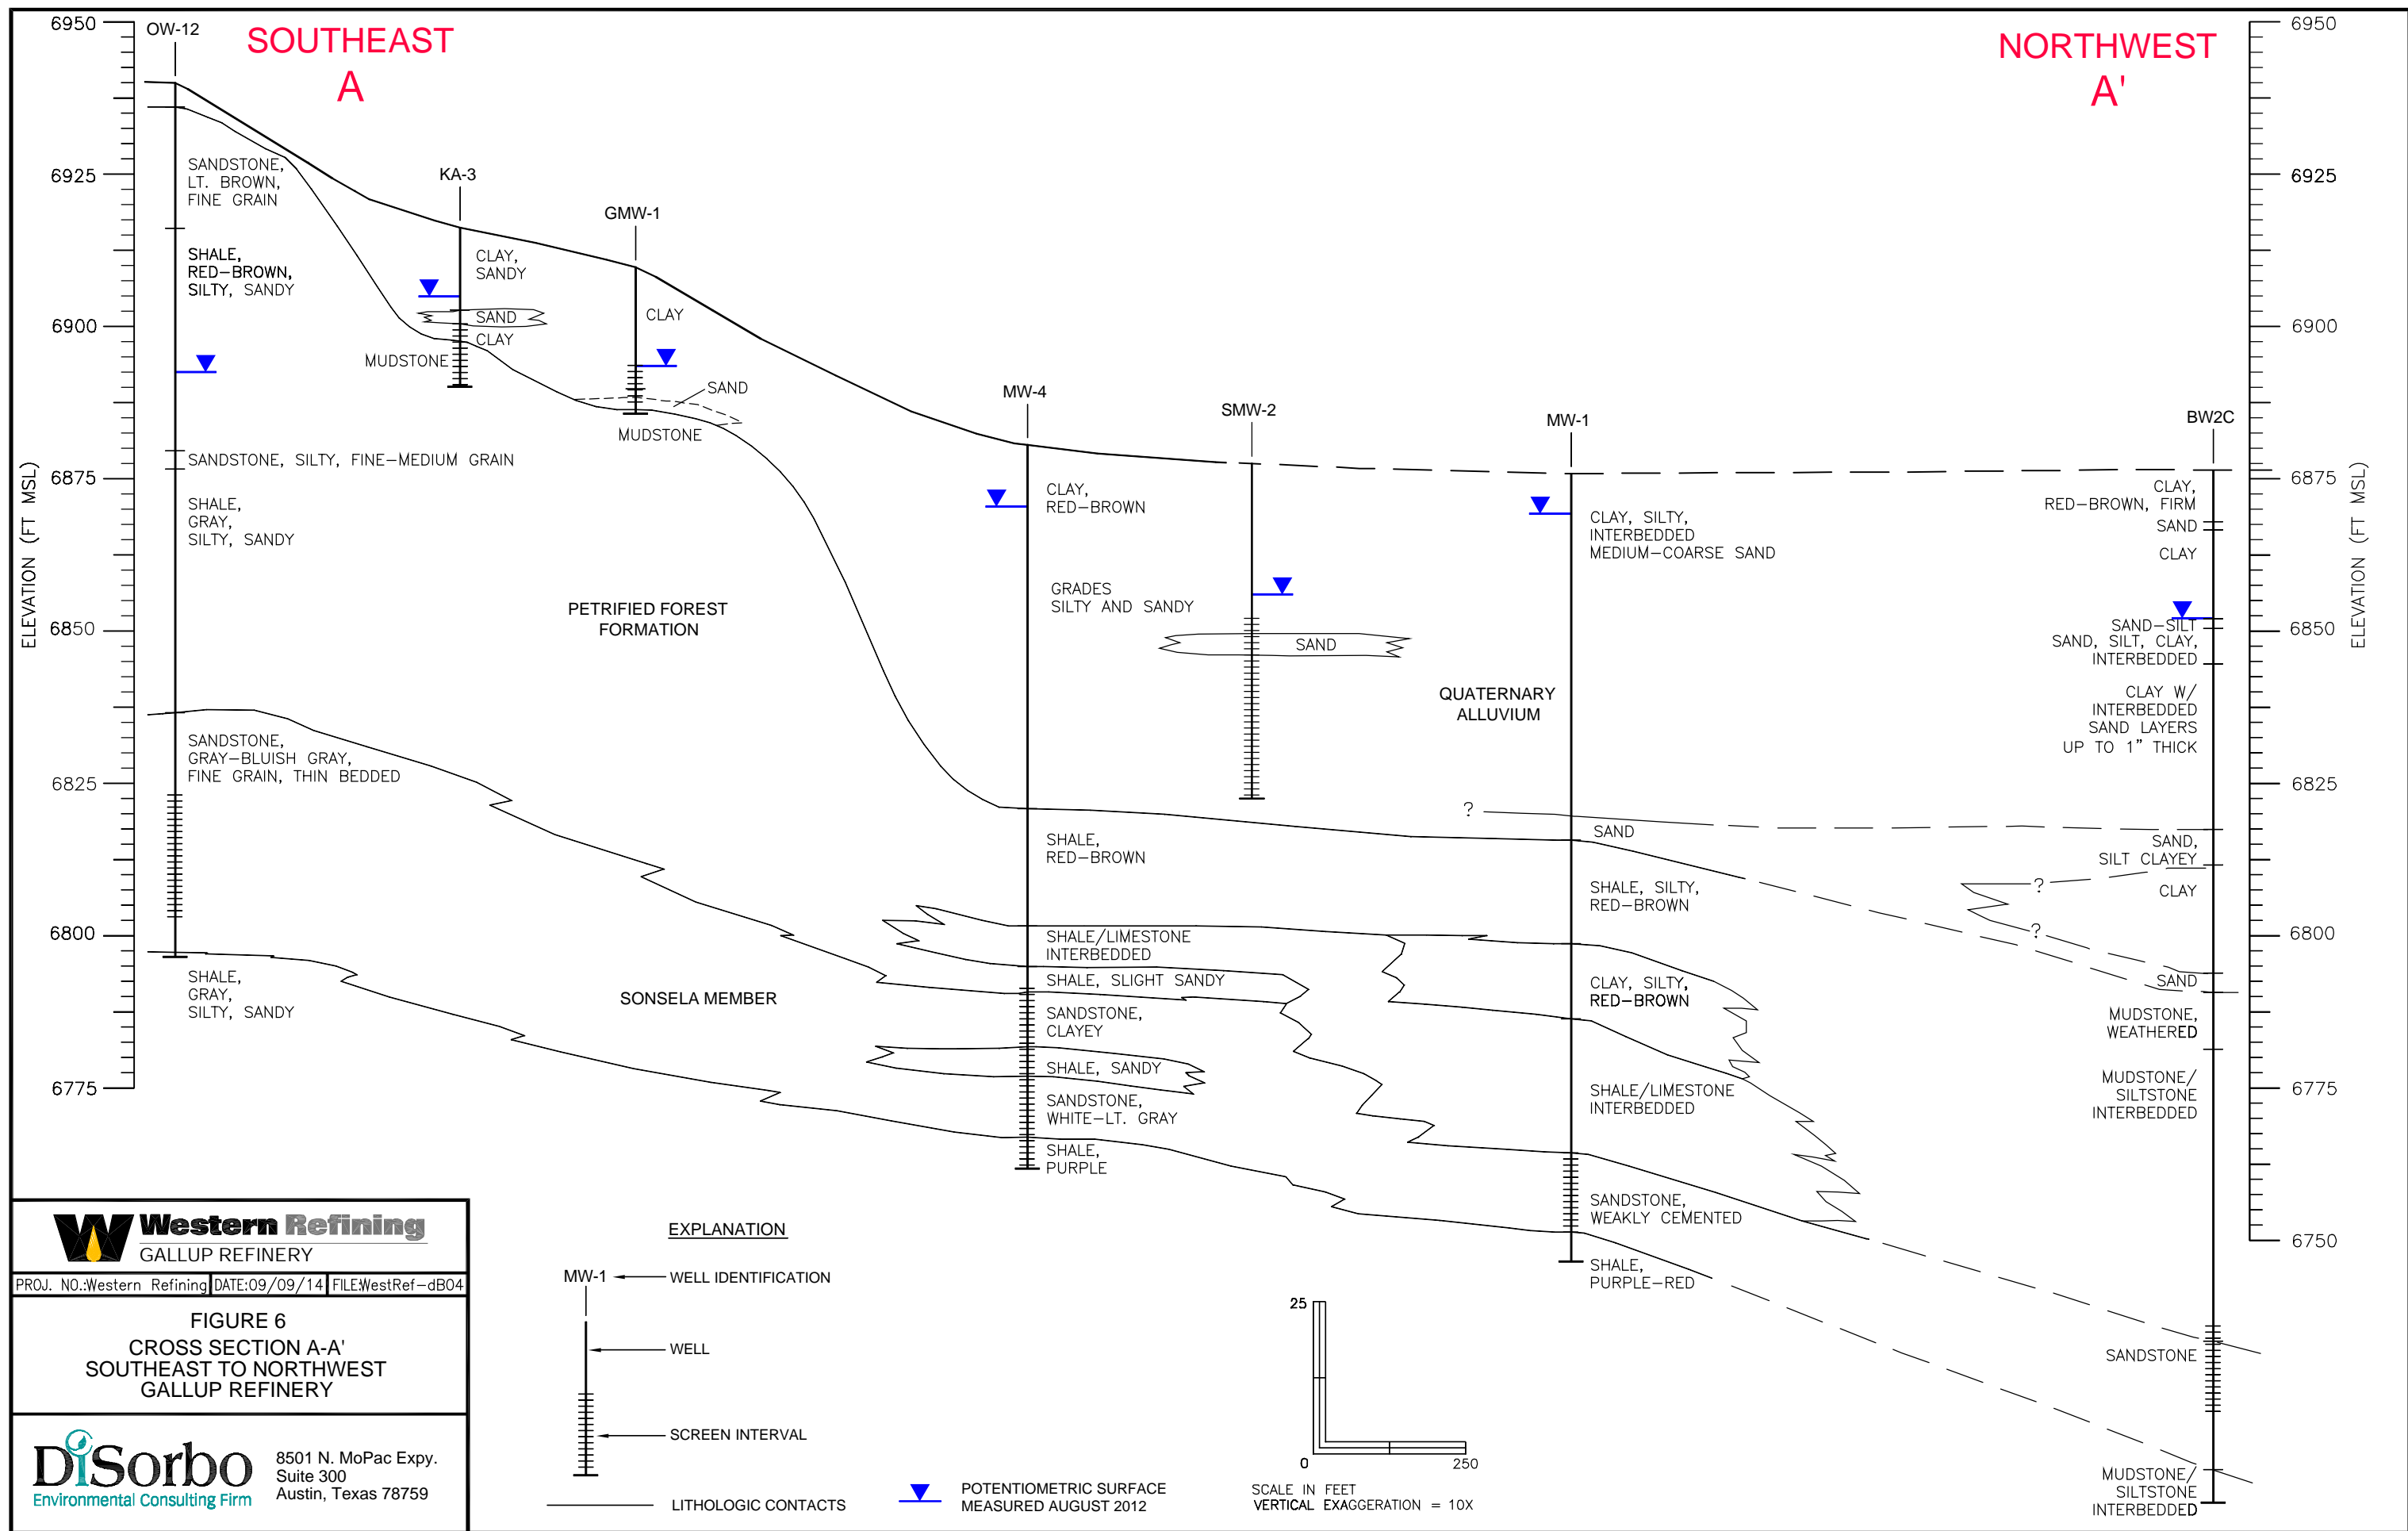 6950
OW-12
SOUTHEAST
A
NORTHWEST
A'
6950
6925
6900
6875
6850
6825
6800
6775
ELEVATION (FT MSL)
SANDSTONE,
LT. BROWN,
FINE GRAIN
SHALE,
RED-BROWN,
SILTY, SANDY
SANDSTONE, SILTY, FINE-MEDIUM GRAIN
SHALE,
GRAY,
SILTY, SANDY
SANDSTONE,
GRAY-BLUISH GRAY,
FINE GRAIN, THIN BEDDED
SHALE,
GRAY,
SILTY, SANDY
KA-3
CLAY,
SANDY
SAND
CLAY
MUDSTONE
GMW-1
CLAY
SAND
MUDSTONE
PETRIFIED FOREST
FORMATION
SONSELA MEMBER
MW-4
CLAY,
RED-BROWN
GRADES
SILTY AND SANDY
SHALE,
RED-BROWN
SHALE/LIMESTONE
INTERBEDDED
SHALE, SLIGHT SANDY
SANDSTONE,
CLAYEY
SHALE, SANDY
SANDSTONE,
WHITE-LT. GRAY
SHALE,
PURPLE
SMW-2
SAND
QUATERNARY
ALLUVIUM
MW-1
CLAY, SILTY,
INTERBEDDED
MEDIUM-COARSE SAND
?
SAND
SHALE, SILTY,
RED-BROWN
CLAY, SILTY,
RED-BROWN
SHALE/LIMESTONE
INTERBEDDED
SANDSTONE,
WEAKLY CEMENTED
SHALE,
PURPLE-RED
BW2C
CLAY,
RED-BROWN, FIRM
SAND
CLAY
SAND-SILT
SAND, SILT, CLAY,
INTERBEDDED
CLAY W/
INTERBEDDED
SAND LAYERS
UP TO 1" THICK
SAND,
SILT CLAYEY
?
CLAY
?
SAND
MUDSTONE,
WEATHERED
MUDSTONE/
SILTSTONE
INTERBEDDED
SANDSTONE
MUDSTONE/
SILTSTONE
INTERBEDDED
6925
6900
6875
6850
6825
6800
6775
6750
ELEVATION (FT MSL)
Western Refining
GALLUP REFINERY
PROJ. NO.:Western Refining DATE:09/09/14 FILE:WestRef-dB04
FIGURE 6
CROSS SECTION A-A'
SOUTHEAST TO NORTHWEST
GALLUP REFINERY
DiSorbo
Environmental Consulting Firm
8501 N. MoPac Expy.
Suite 300
Austin, Texas 78759
EXPLANATION
MW-1
WELL IDENTIFICATION
WELL
SCREEN INTERVAL
LITHOLOGIC CONTACTS
POTENTIOMETRIC SURFACE
MEASURED AUGUST 2012
25
0
250
SCALE IN FEET
VERTICAL EXAGGERATION = 10X